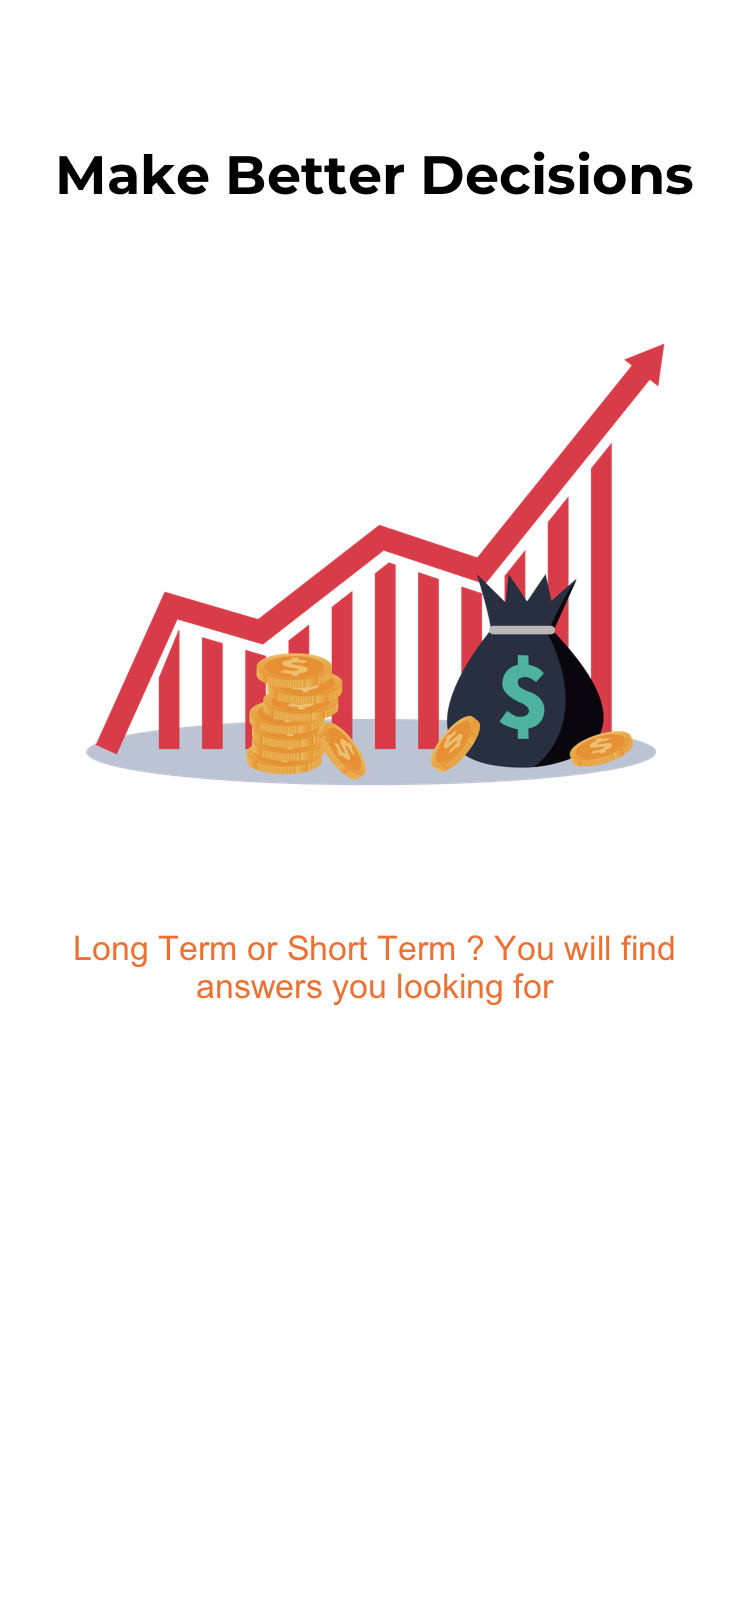 Make Better Decisions
$
$
Long Term or Short Term ? You will find
answers you looking for